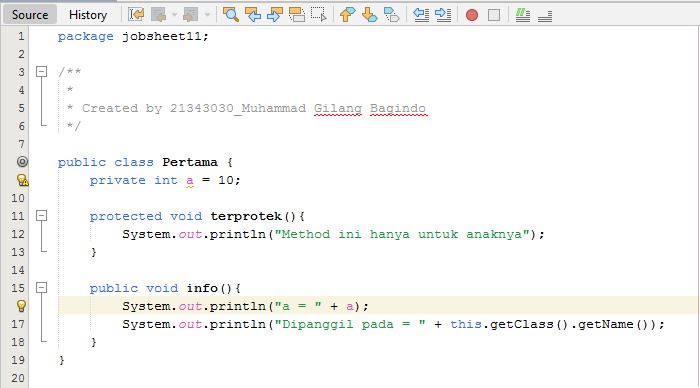 Source History
1 package jobsheet11;
2
3 /**
4 *
5 * Created by 21343030_Muhammad Gilang Bagindo
6 */
7
public class Pertama {
private int a = 10;
10
11 protected void terprotek(){
12 System.out.println("Method ini hanya untuk anaknya");
13 }
14
15 public void info(){
System.out.println("a = " + a);
17 System.out.println("Dipanggil pada = " + this.getClass().getName());
18 }
19 }
20